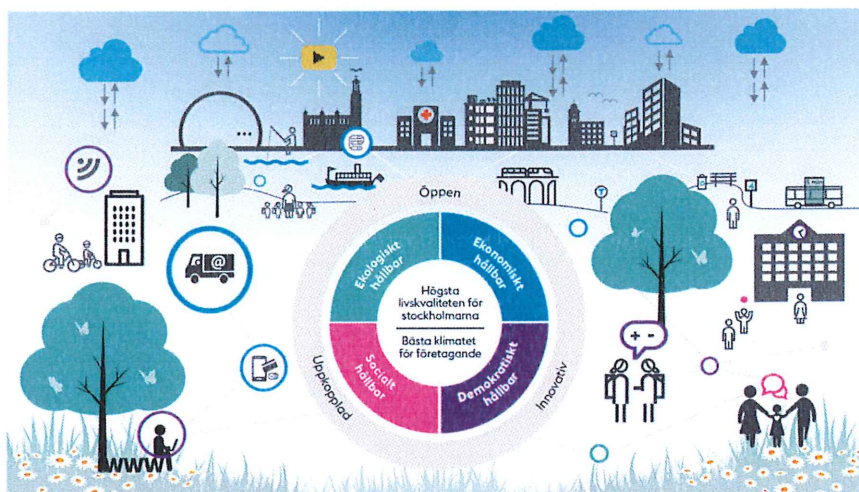 Öppen
Ekologiskt
hållbar
Ekonomiskt
hållbar
Högsta
livskvaliteten för
stockholmarna
Bästa klimatet
för företagande
Socialt
hållbar
Demokratiskt
hållbar
Uppkopplad
Innovativ
@
+ -
WWW